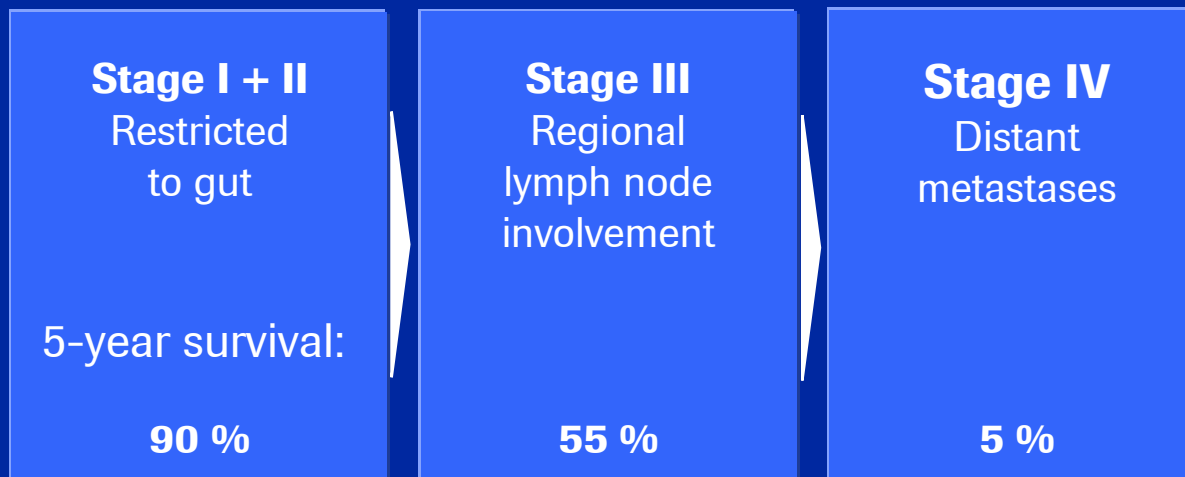 Stage I + II
Restricted
to gut
5-year survival:
90 %
Stage III
Regional
lymph node
involvement
55 %
Stage IV
Distant
metastases
5 %